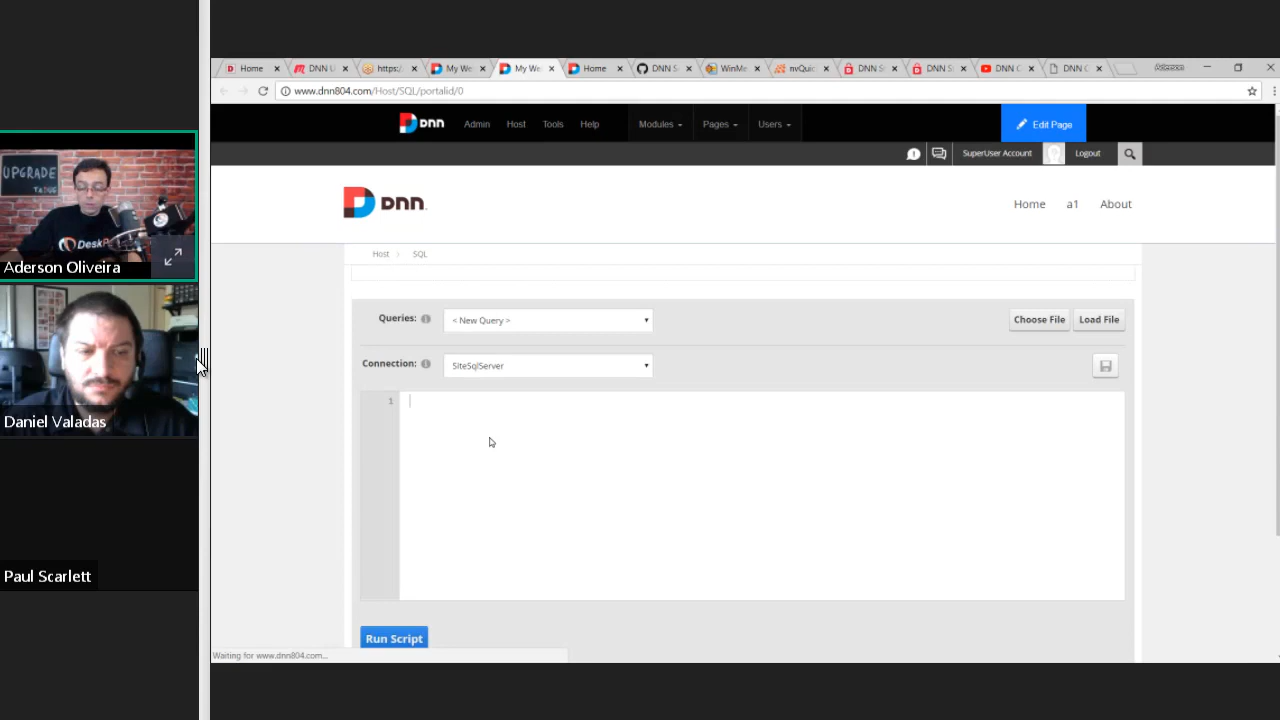 Home
DNN U
https:/
My We
My We
Home
DNN S
WinMe
nvQuic
DNN S
DNN S
DNN C
DNN C
www.dnn804.com/Host/SQL/portalid/0
Dnn Admin Host Tools Help Modules Pages Users Edit Page
SuperUser Account Logout
Dnn Home a1 About
Host SQL
Queries: < New Query > Choose File Load File
Connection: SiteSqlServer
1
Run Script
Waiting for www.dnn804.com...
UPGRADE
Aderson Oliveira
Daniel Valadas
Paul Scarlett